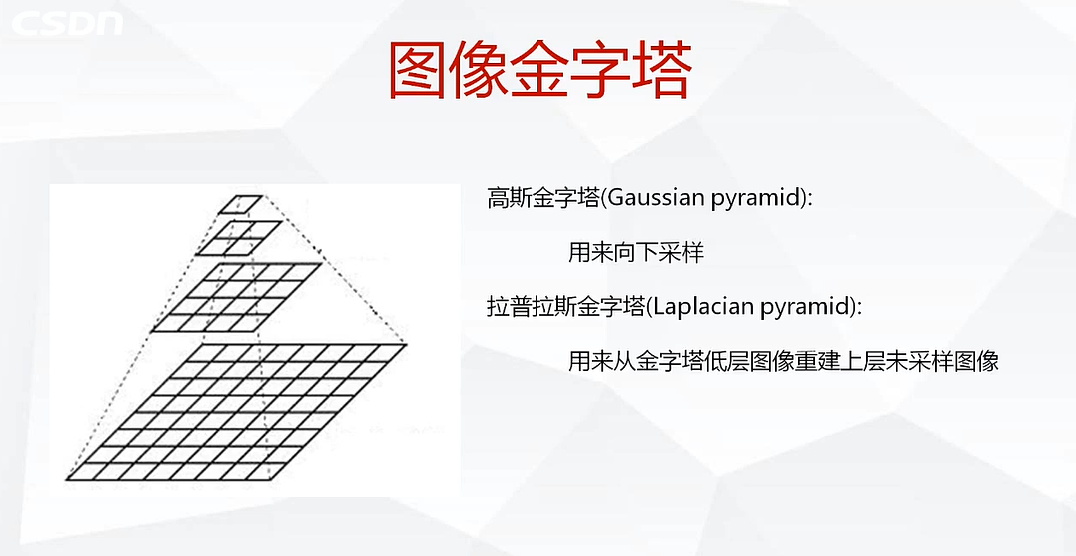 CSDN
图像金字塔
高斯金字塔(Gaussian pyramid):
用来向下采样
拉普拉斯金字塔(Laplacian pyramid):
用来从金字塔低层图像重建上层未采样图像